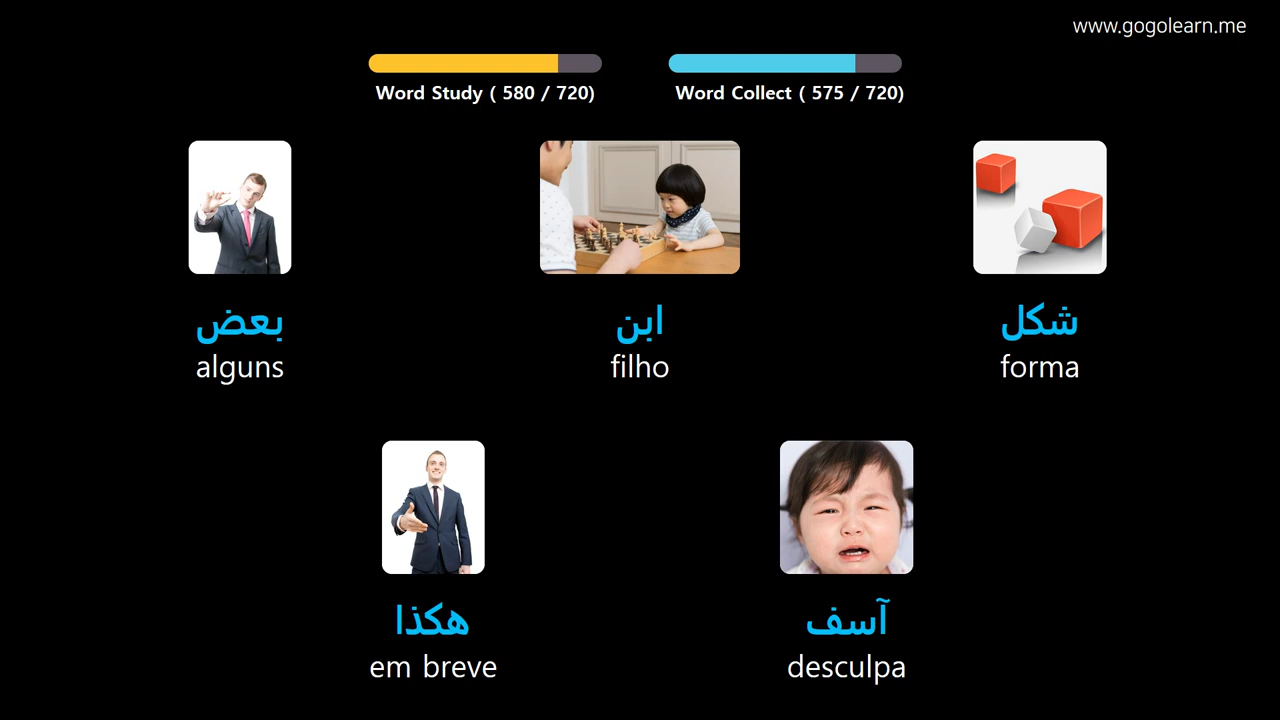 www.gogolearn.me
Word Study ( 580 / 720)
Word Collect ( 575 / 720)
بعض
alguns
ابن
filho
شكل
forma
هكذا
em breve
آسف
desculpa